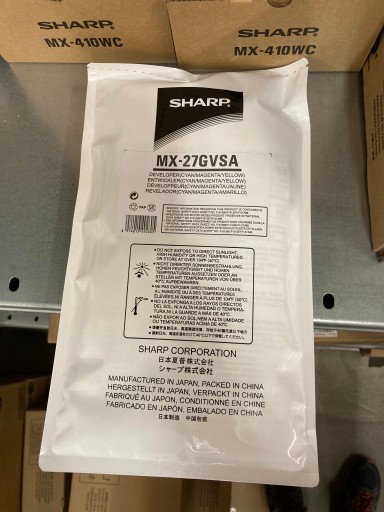 SHARP
MX-410WC
SHARP
MX-410WC
SHARP
MX-27GVSA
DEVELOPER(CYAN/MAGENTA/YELLOW)
ENTWICKLER(CYAN/MAGENTA/YELLOW)
DEVELOPPEUR(CYAN/MAGENTA/JAUNE)
REVELADOR(CYAN/MAGENTA/AMARILLO)
• DO NOT EXPOSE TO DIRECT SUNLIGHT,
HIGH HUMIDITY OR HIGH TEMPERATURES
OR STORE AT OVER 104°F (40°C).
• NICHT DIREKTER SONNENBESTRAHLUNG,
HOHER FEUCHTIGKEIT UND HOHEN
TEMPERATUREN AUSSETZEN ODER AN
STELLEN MIT TEMPERATUREN VON ÜBER
40°C AUFBEWAHREN.
• NE PAS EXPOSER DIRECTEMENT AU SOLEIL,
À L'HUMIDITÉ OU À DES TEMPÉRATURES
ÉLEVÉES NI RANGER À PLUS DE 104°F (40°C).
• NO LA EXPONGA A LOS RAYOS DIRECTOS
DEL SOL, NI A ALTA HUMIDAD O TEMPERA-
TURA NI LA GUARDE A MÁS DE 40°C.
• NÃO EXPOR AO SOL NEM A ALTA UMIDADE
OU TEMPERATURAS ACIMA DE 40°C.
SHARP CORPORATION
日本夏普株式会社
シャープ株式会社
MANUFACTURED IN JAPAN, PACKED IN CHINA
HERGESTELLT IN JAPAN, VERPACKT IN CHINA
FABRIQUÉ AU JAPON, CONDITIONNÉ EN CHINE
FABRICADO EN JAPÓN, EMBALADO EN CHINA
日本制造 中国包装